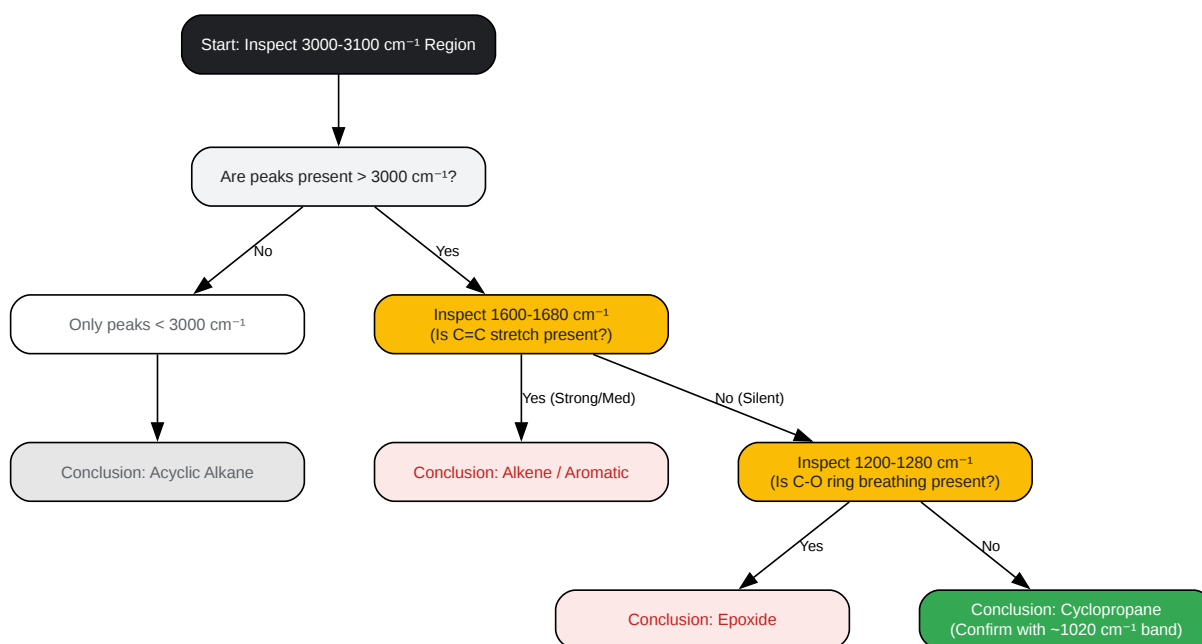 Start: Inspect 3000-3100 cm⁻¹ Region
Are peaks present > 3000 cm⁻¹?
No
Yes
Only peaks < 3000 cm⁻¹
Inspect 1600-1680 cm⁻¹
(Is C=C stretch present?)
Yes (Strong/Med)
No (Silent)
Conclusion: Acyclic Alkane
Conclusion: Alkene / Aromatic
Inspect 1200-1280 cm⁻¹
(Is C-O ring breathing present?)
Yes
No
Conclusion: Epoxide
Conclusion: Cyclopropane
(Confirm with ~1020 cm⁻¹ band)